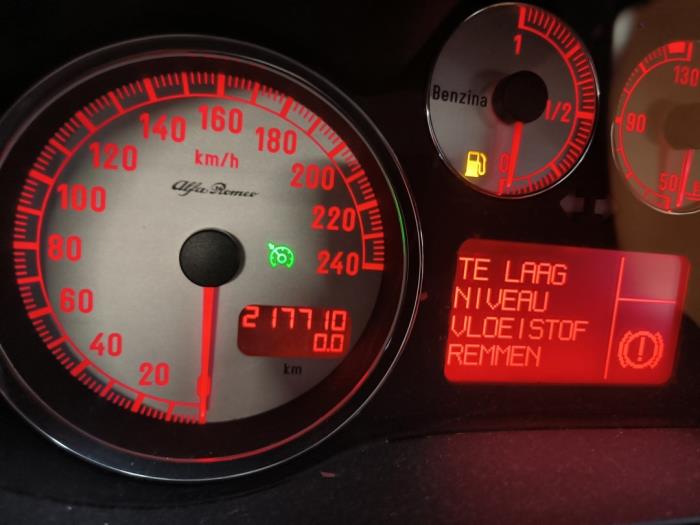 20
40
60
80
100
120
140
160
180
200
220
240
km/h
Alfa Romeo
217710
0.0
km
1
Benzina
1/2
0
130
90
50
TE LAAG
NIVEAU
VLOEISTOF
REMMEN